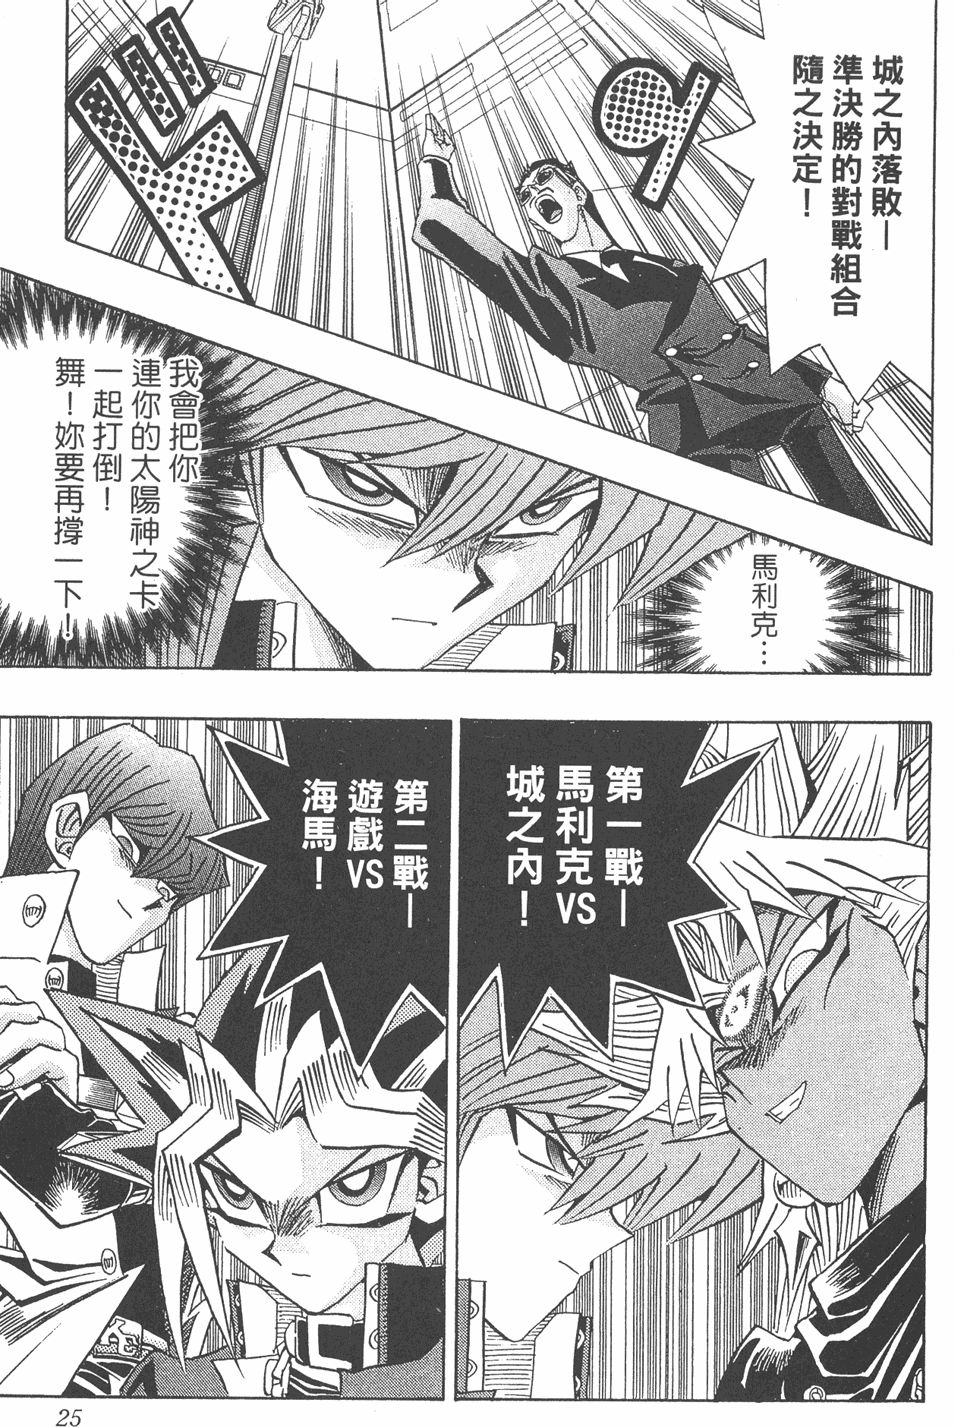 城之內落敗—
準決勝的對戰組合
隨之決定！
馬利克…
我會把你
連你的太陽神之卡
一起打倒！
舞！妳要再撐一下！
第一戰—
馬利克VS
城之內！
第二戰—
遊戲VS
海馬！
25